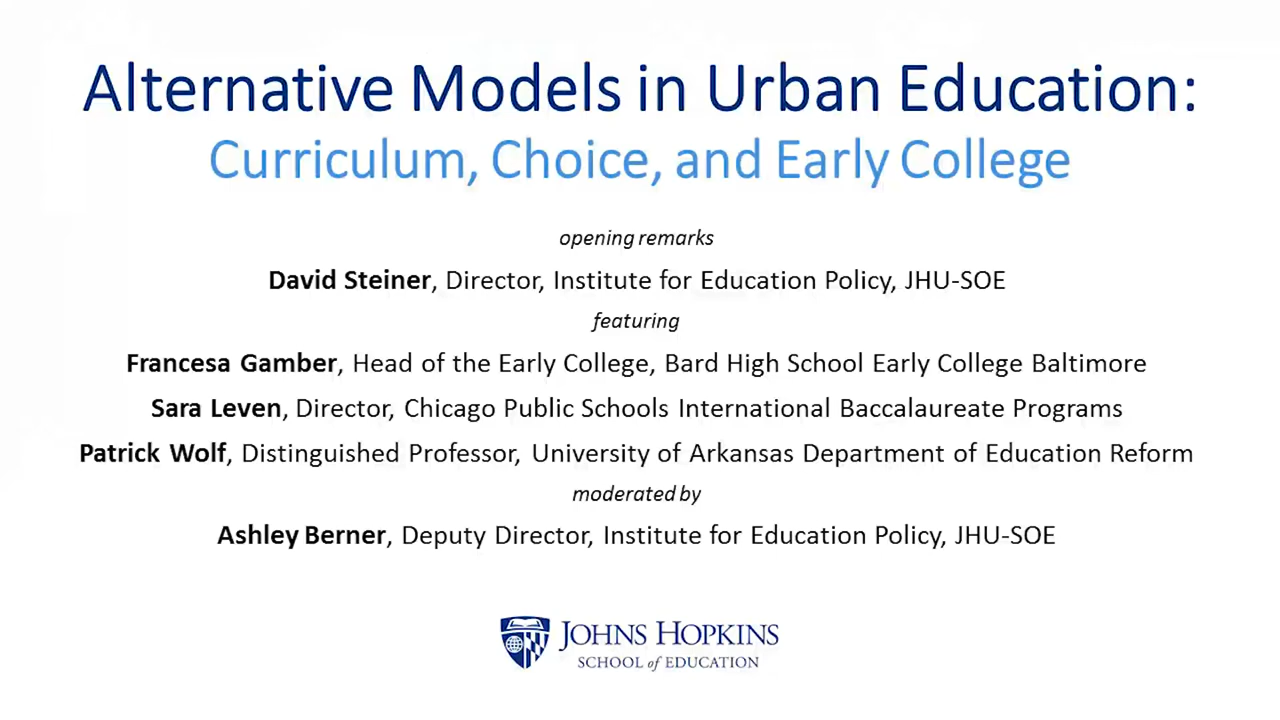 Alternative Models in Urban Education:
Curriculum, Choice, and Early College
opening remarks
David Steiner, Director, Institute for Education Policy, JHU-SOE
featuring
Francesa Gamber, Head of the Early College, Bard High School Early College Baltimore
Sara Leven, Director, Chicago Public Schools International Baccalaureate Programs
Patrick Wolf, Distinguished Professor, University of Arkansas Department of Education Reform
moderated by
Ashley Berner, Deputy Director, Institute for Education Policy, JHU-SOE
JOHNS HOPKINS
SCHOOL of EDUCATION